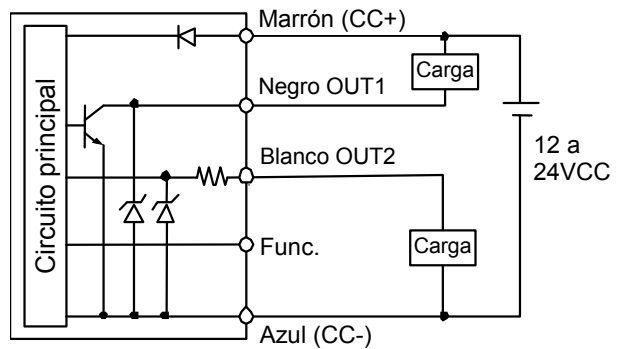 Marrón (CC+)
Carga
Negro OUT1
Circuito principal
12 a
24VCC
Blanco OUT2
Func.
Carga
Azul (CC-)